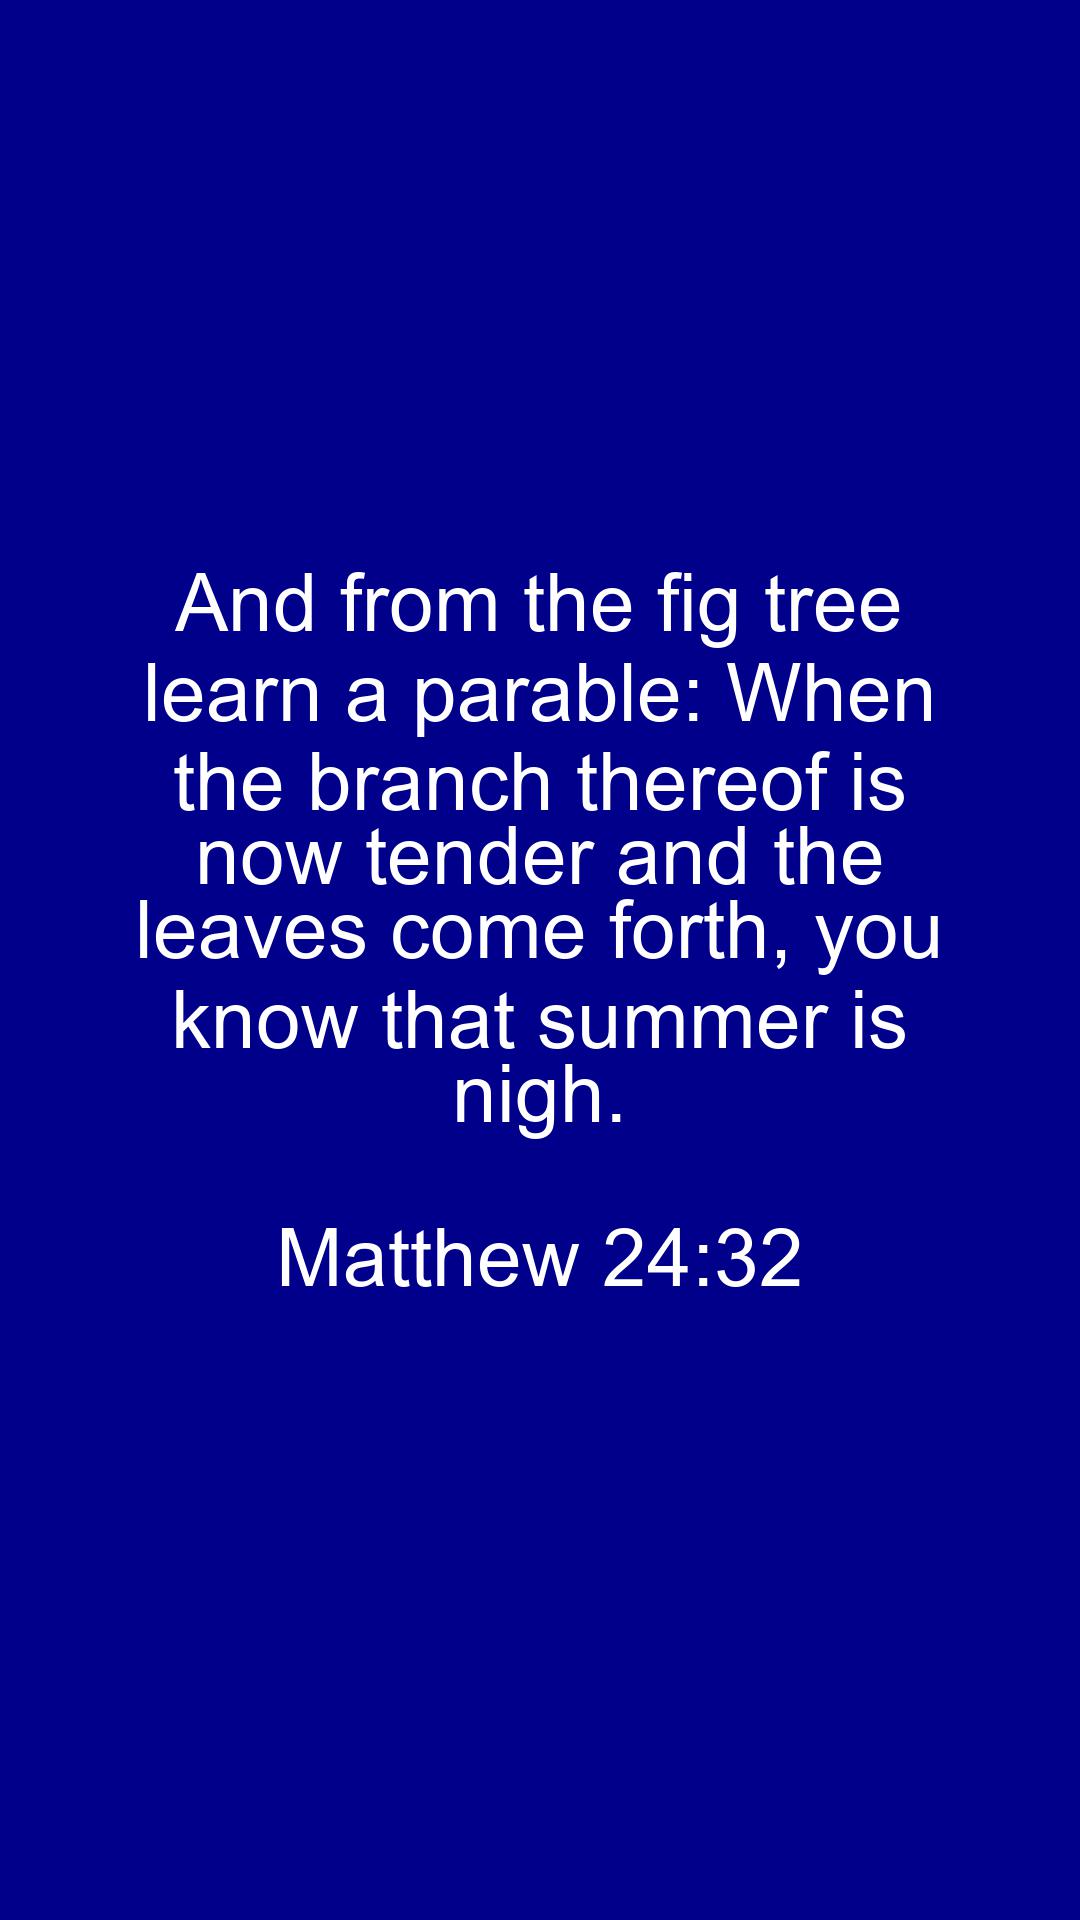 And from the fig tree
learn a parable: When
the branch thereof is
now tender and the
leaves come forth, you
know that summer is
nigh.
Matthew 24:32